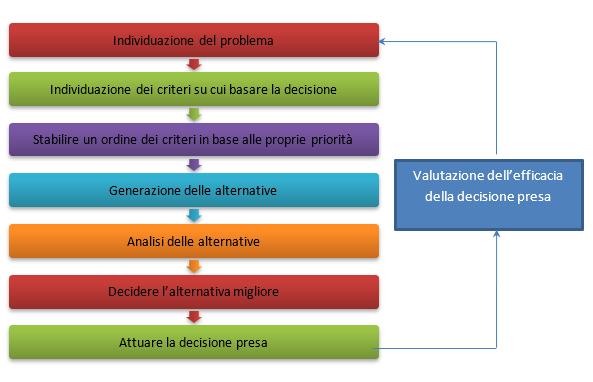 Individuazione del problema
Individuazione dei criteri su cui basare la decisione
Stabilire un ordine dei criteri in base alle proprie priorità
Generazione delle alternative
Analisi delle alternative
Decidere l'alternativa migliore
Attuare la decisione presa
Valutazione dell'efficacia
della decisione presa